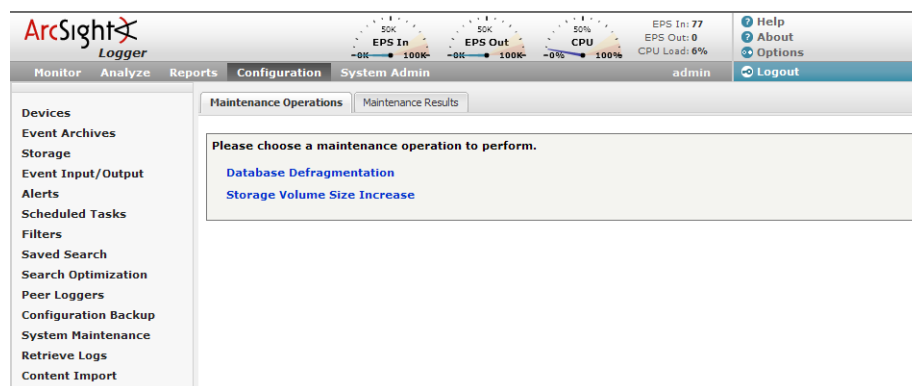 ArcSight
Logger
50K
EPS In
0K 100K
50K
EPS Out
0K 100K
50%
CPU
0% 100%
EPS In: 77
EPS Out: 0
CPU Load: 6%
Help
About
Options
Monitor Analyze Reports Configuration System Admin admin Logout
Maintenance Operations Maintenance Results
Devices
Event Archives
Storage
Event Input/Output
Alerts
Scheduled Tasks
Filters
Saved Search
Search Optimization
Peer Loggers
Configuration Backup
System Maintenance
Retrieve Logs
Content Import
Please choose a maintenance operation to perform.
Database Defragmentation
Storage Volume Size Increase